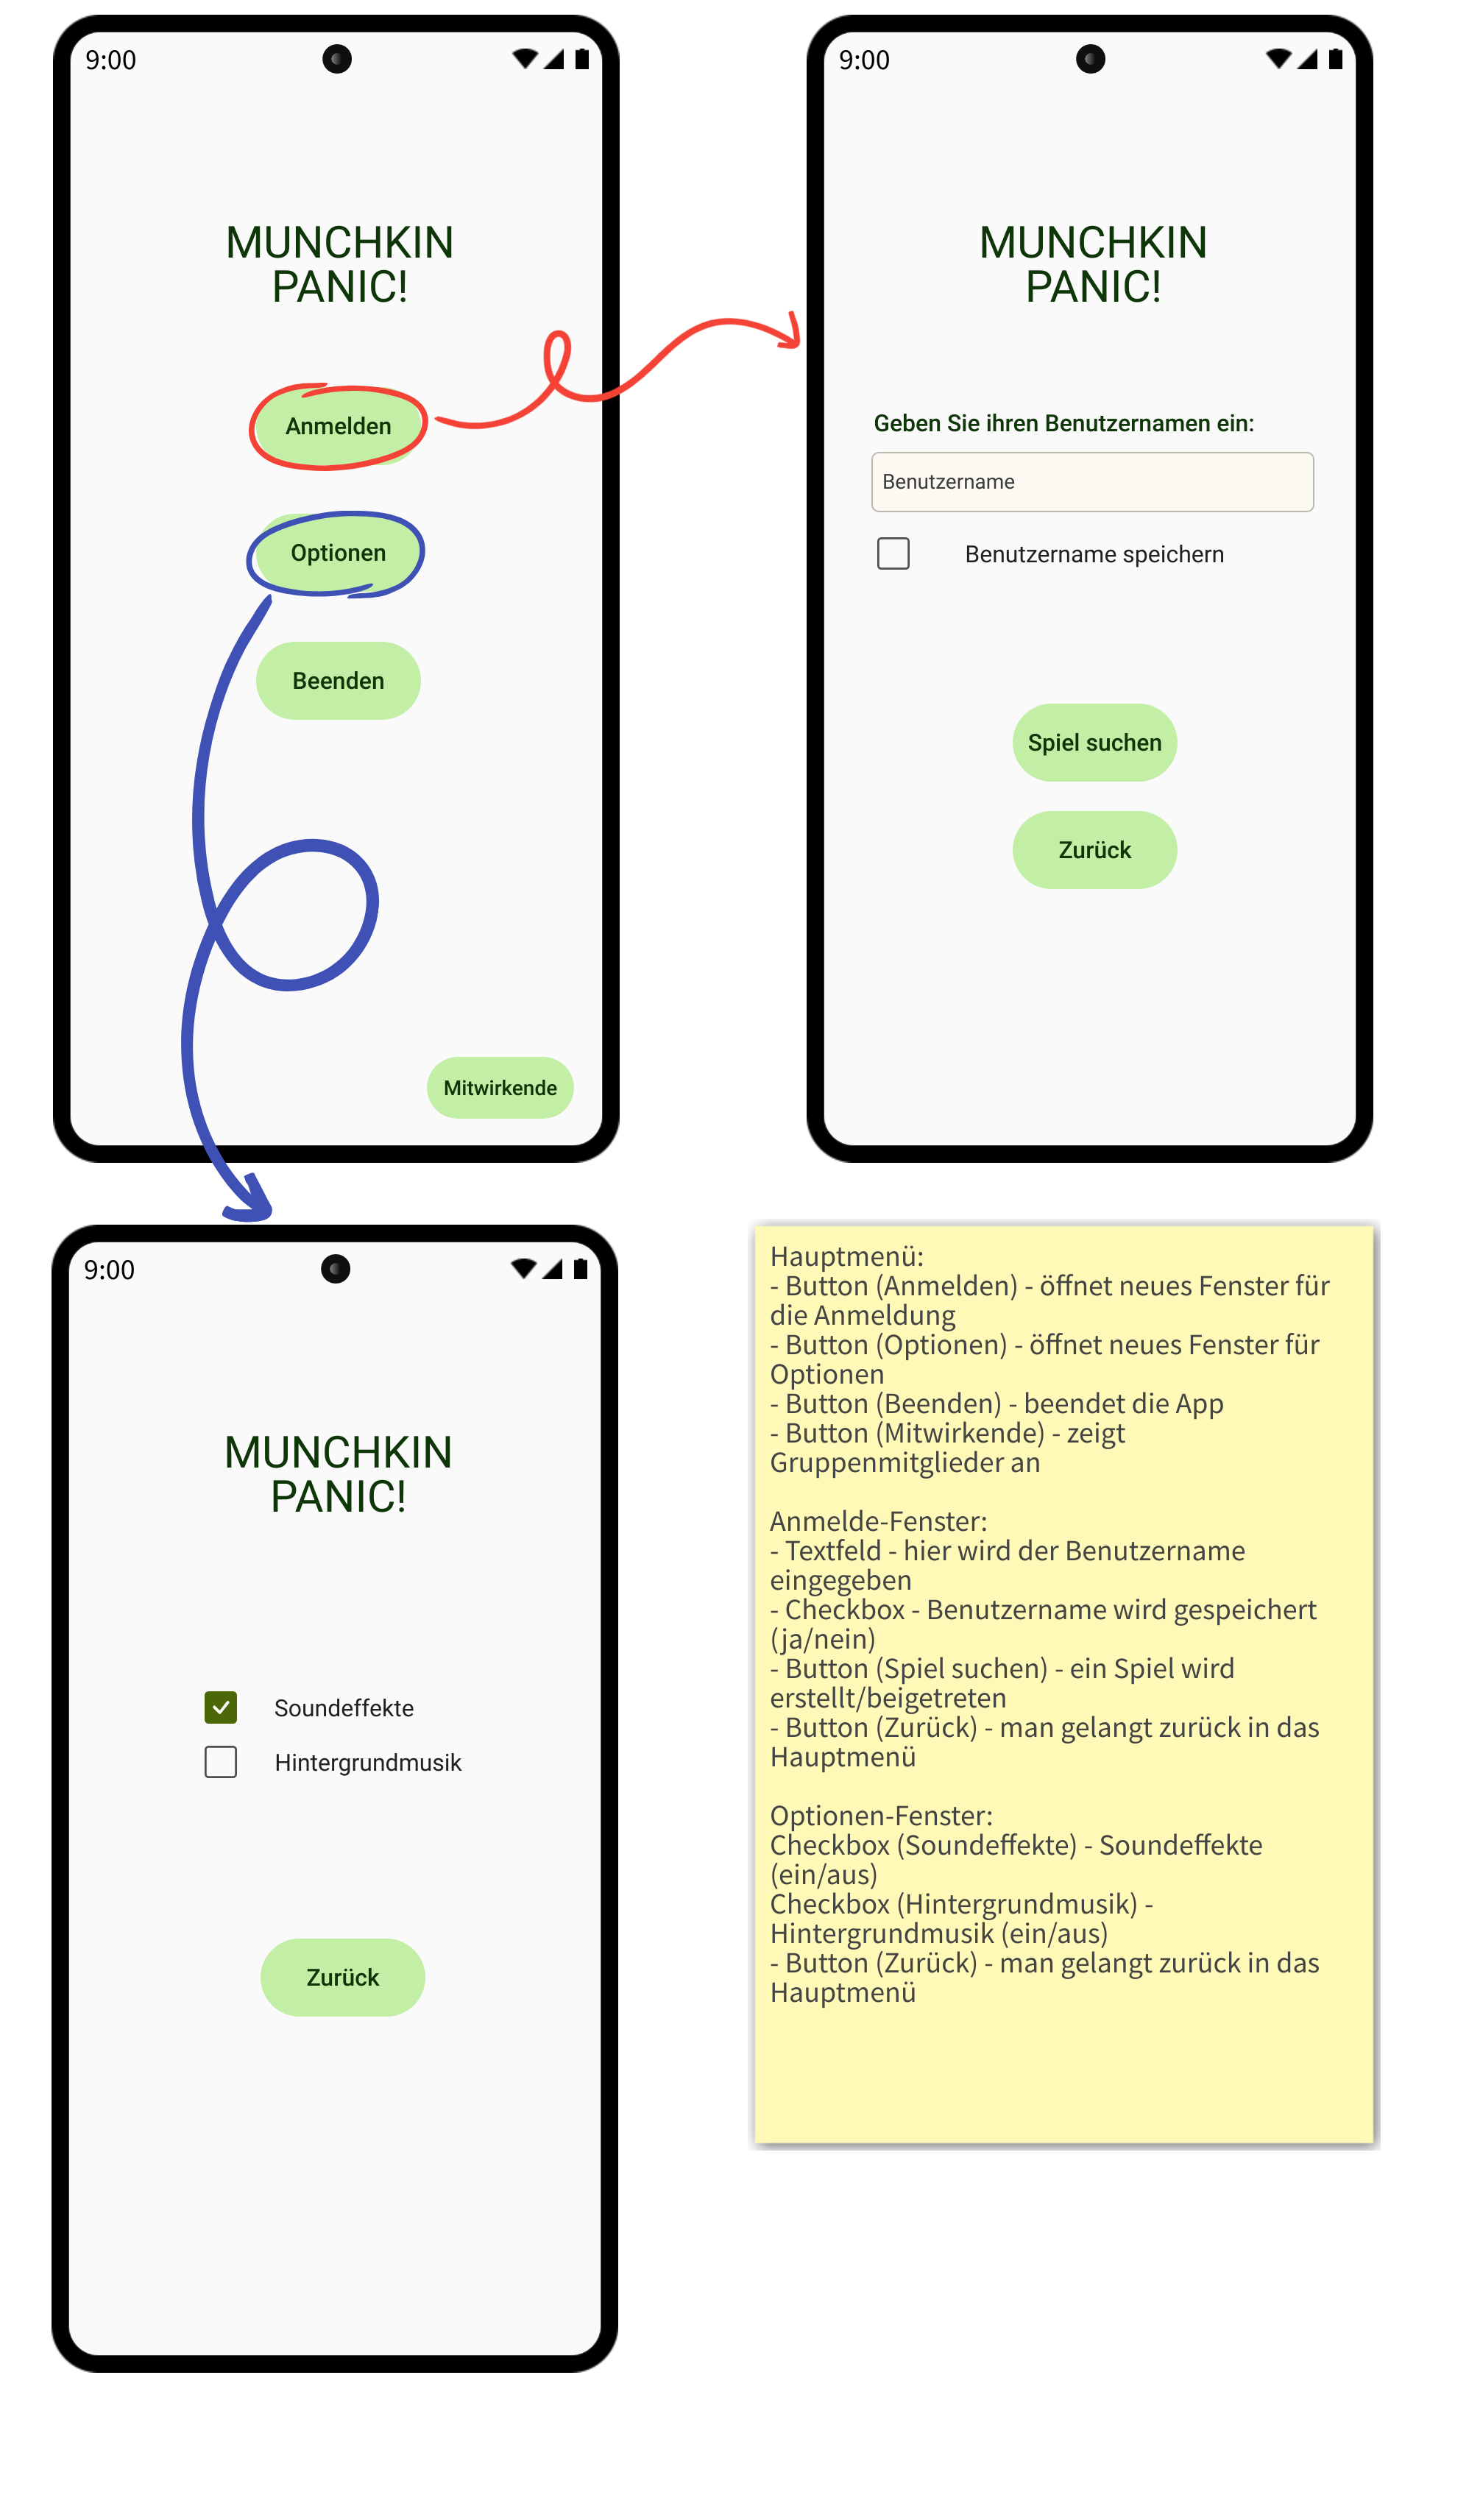 9:00
MUNCHKIN
PANIC!
Anmelden
Optionen
Beenden
Mitwirkende
9:00
MUNCHKIN
PANIC!
Geben Sie ihren Benutzernamen ein:
Benutzername
Benutzername speichern
Spiel suchen
Zurück
9:00
MUNCHKIN
PANIC!
Soundeffekte
Hintergrundmusik
Zurück
Hauptmenü:
- Button (Anmelden) - öffnet neues Fenster für
die Anmeldung
- Button (Optionen) - öffnet neues Fenster für
Optionen
- Button (Beenden) - beendet die App
- Button (Mitwirkende) - zeigt
Gruppenmitglieder an
Anmelde-Fenster:
- Textfeld - hier wird der Benutzername
eingegeben
- Checkbox - Benutzername wird gespeichert
(ja/nein)
- Button (Spiel suchen) - ein Spiel wird
erstellt/beigetreten
- Button (Zurück) - man gelangt zurück in das
Hauptmenü
Optionen-Fenster:
Checkbox (Soundeffekte) - Soundeffekte
(ein/aus)
Checkbox (Hintergrundmusik) -
Hintergrundmusik (ein/aus)
- Button (Zurück) - man gelangt zurück in das
Hauptmenü